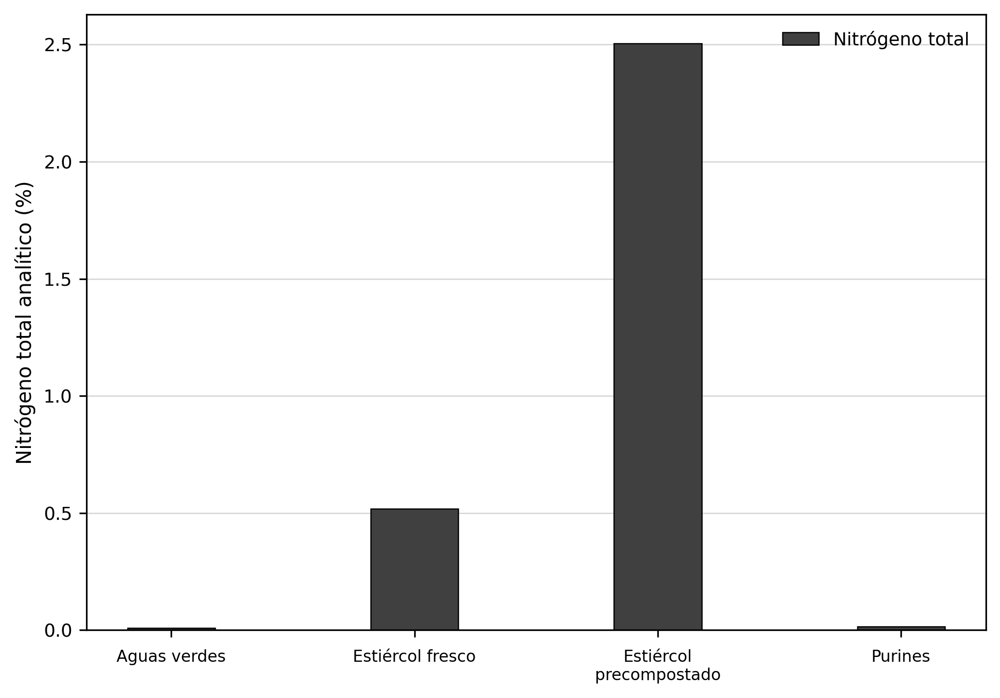 Nitrógeno total
Nitrógeno total analítico (%)
2.5
2.0
1.5
1.0
0.5
0.0
Aguas verdes
Estiércol fresco
Estiércol
precompostado
Purines